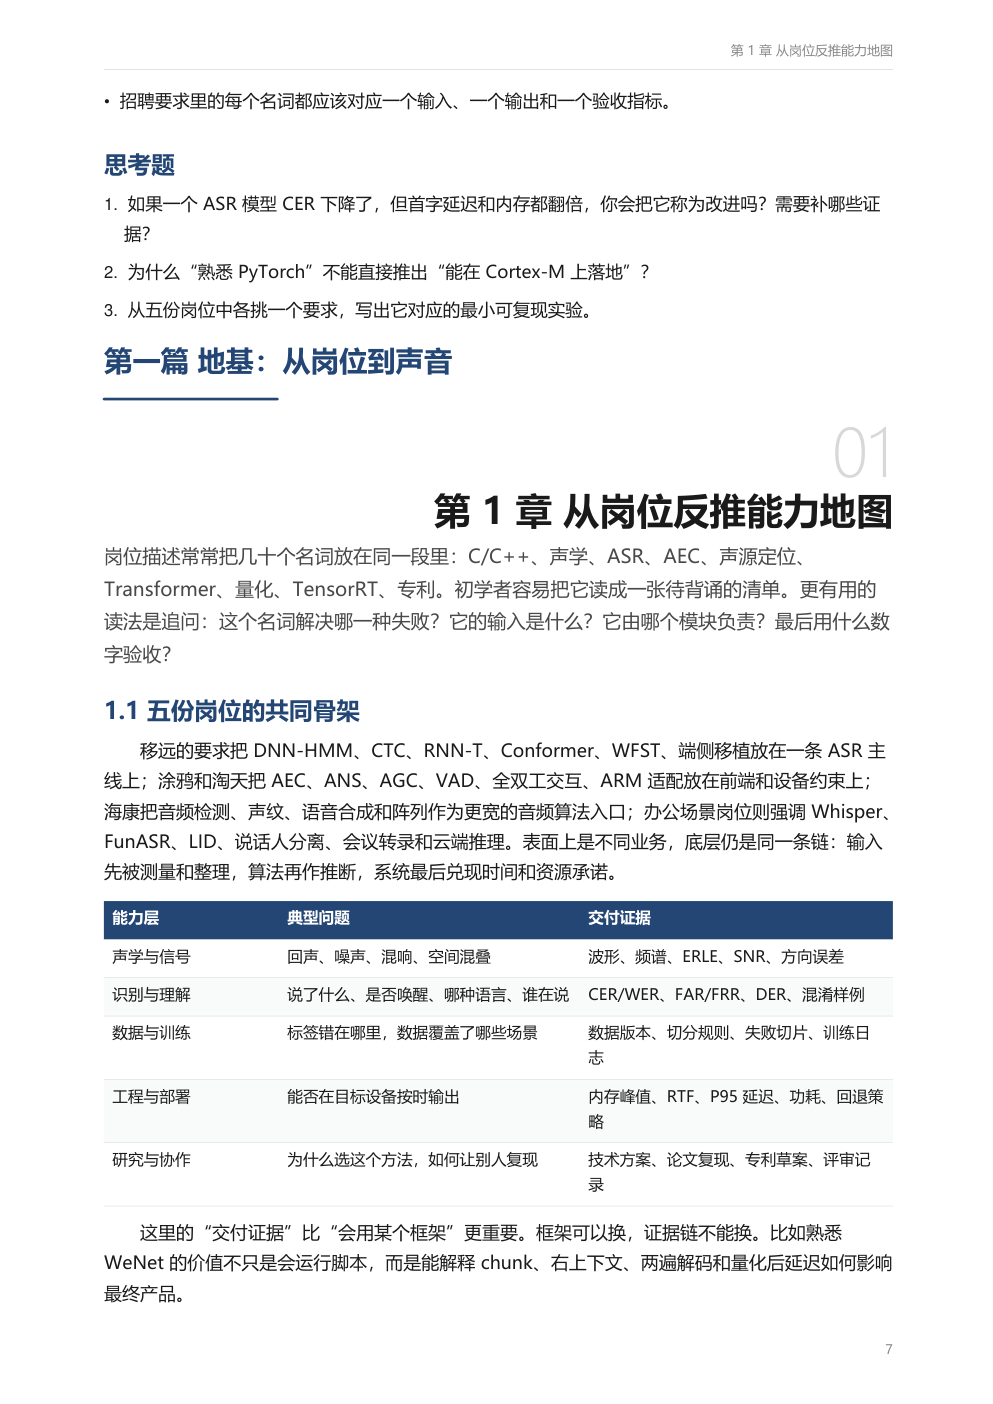 第 1 章 从岗位反推能力地图
• 招聘要求里的每个名词都应该对应一个输入、一个输出和一个验收指标。
思考题
1. 如果一个 ASR 模型 CER 下降了，但首字延迟和内存都翻倍，你会把它称为改进吗？需要补哪些证
据？
2. 为什么“熟悉 PyTorch”不能直接推出“能在 Cortex-M 上落地”？
3. 从五份岗位中各挑一个要求，写出它对应的最小可复现实验。
第一篇 地基：从岗位到声音
01
第 1 章 从岗位反推能力地图
岗位描述常常把几十个名词放在同一段里：C/C++、声学、ASR、AEC、声源定位、
Transformer、量化、TensorRT、专利。初学者容易把它读成一张待背诵的清单。更有用的
读法是追问：这个名词解决哪一种失败？它的输入是什么？它由哪个模块负责？最后用什么数
字验收？
1.1 五份岗位的共同骨架
移远的要求把 DNN-HMM、CTC、RNN-T、Conformer、WFST、端侧移植放在一条 ASR 主
线上；涂鸦和淘天把 AEC、ANS、AGC、VAD、全双工交互、ARM 适配放在前端和设备约束上；
海康把音频检测、声纹、语音合成和阵列作为更宽的音频算法入口；办公场景岗位则强调 Whisper、
FunASR、LID、说话人分离、会议转录和云端推理。表面上是不同业务，底层仍是同一条链：输入
先被测量和整理，算法再作推断，系统最后兑现时间和资源承诺。
能力层 典型问题 交付证据
声学与信号 回声、噪声、混响、空间混叠 波形、频谱、ERLE、SNR、方向误差
识别与理解 说了什么、是否唤醒、哪种语言、谁在说 CER/WER、FAR/FRR、DER、混淆样例
数据与训练 标签错在哪里，数据覆盖了哪些场景 数据版本、切分规则、失败切片、训练日
志
工程与部署 能否在目标设备按时输出 内存峰值、RTF、P95 延迟、功耗、回退策
略
研究与协作 为什么选这个方法，如何让别人复现 技术方案、论文复现、专利草案、评审记
录
这里的“交付证据”比“会用某个框架”更重要。框架可以换，证据链不能换。比如熟悉
WeNet 的价值不只是会运行脚本，而是能解释 chunk、右上下文、两遍解码和量化后延迟如何影响
最终产品。
7